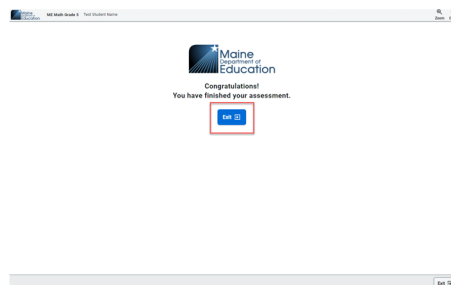 Maine Department of Education ME Math Grade 5 Test Student Name Zoom
Maine
Department of
Education
Congratulations!
You have finished your assessment.
Exit
Exit